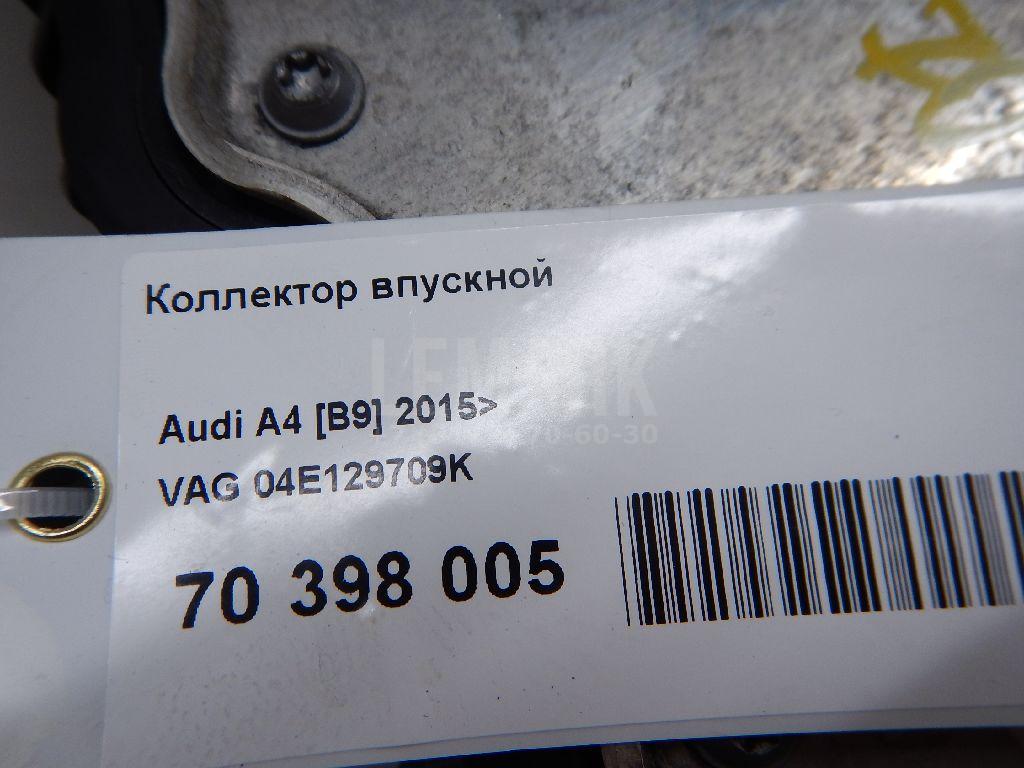 Коллектор впускной
Audi A4 [B9] 2015>
VAG 04E129709K
70 398 005